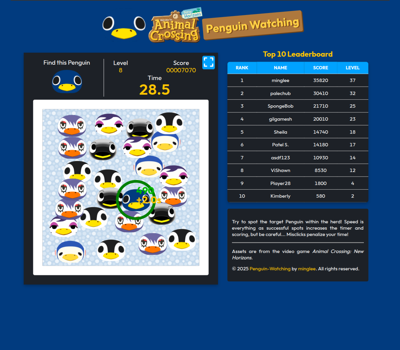 Animal Crossing Penguin Watching
Find this Penguin
Level
8
Score
00007070
Time
28.5
Top 10 Leaderboard
RANK NAME SCORE LEVEL
1 minglee 35820 37
2 palechub 30410 32
3 SpongeBob 21710 25
4 gilgamesh 20010 23
5 Sheila 14740 18
6 Patel S. 14180 17
7 asdf123 10930 14
8 ViShawn 8530 12
9 Player28 1800 4
10 Kimberly 580 2
Try to spot the target Penguin within the herd! Speed is
everything as successful spots increase the timer and
scoring, but be careful... Misclicks penalize your time!
Assets are from the video game Animal Crossing: New
Horizons.
© 2025 Penguin-Watching by minglee. All rights reserved.